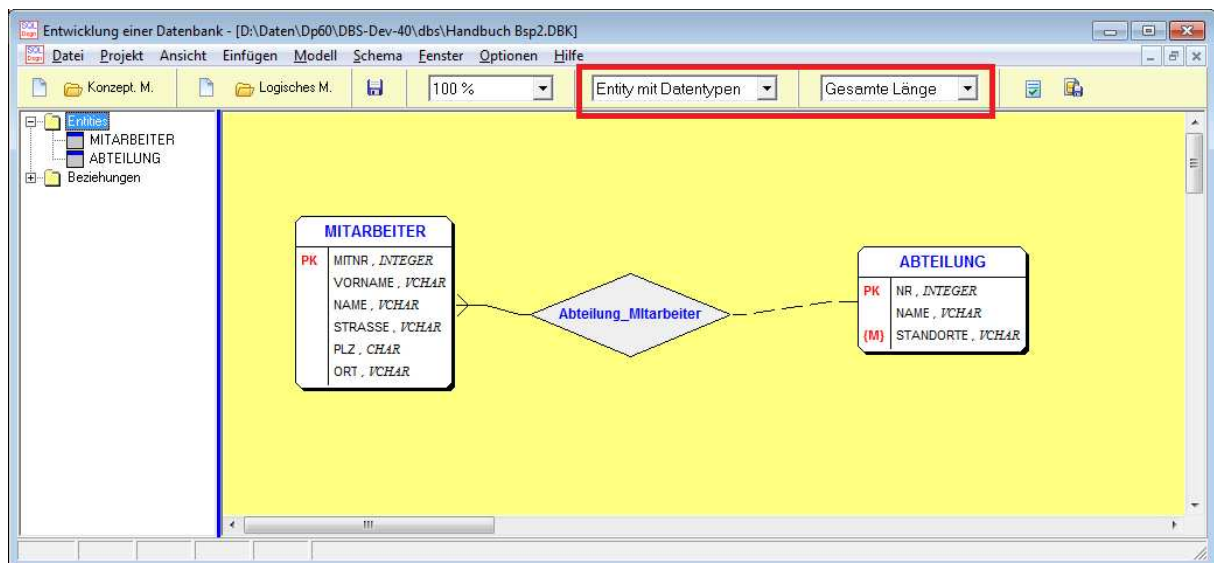 Entwicklung einer Datenbank - [D:\Daten\Dp60\DBS-Dev-40\dbs\Handbuch Bsp2.DBK]
Datei Projekt Ansicht Einfügen Modell Schema Fenster Optionen Hilfe
Konzept. M. Logisches M. 100 % Entity mit Datentypen Gesamte Länge
Entities
MITARBEITER
ABTEILUNG
Beziehungen
MITARBEITER
PK MITNR , INTEGER
VORNAME , VCHAR
NAME , VCHAR
STRASSE , VCHAR
PLZ , CHAR
ORT , VCHAR
Abteilung_MItarbeiter
ABTEILUNG
PK NR , INTEGER
NAME , VCHAR
(M) STANDORTE , VCHAR